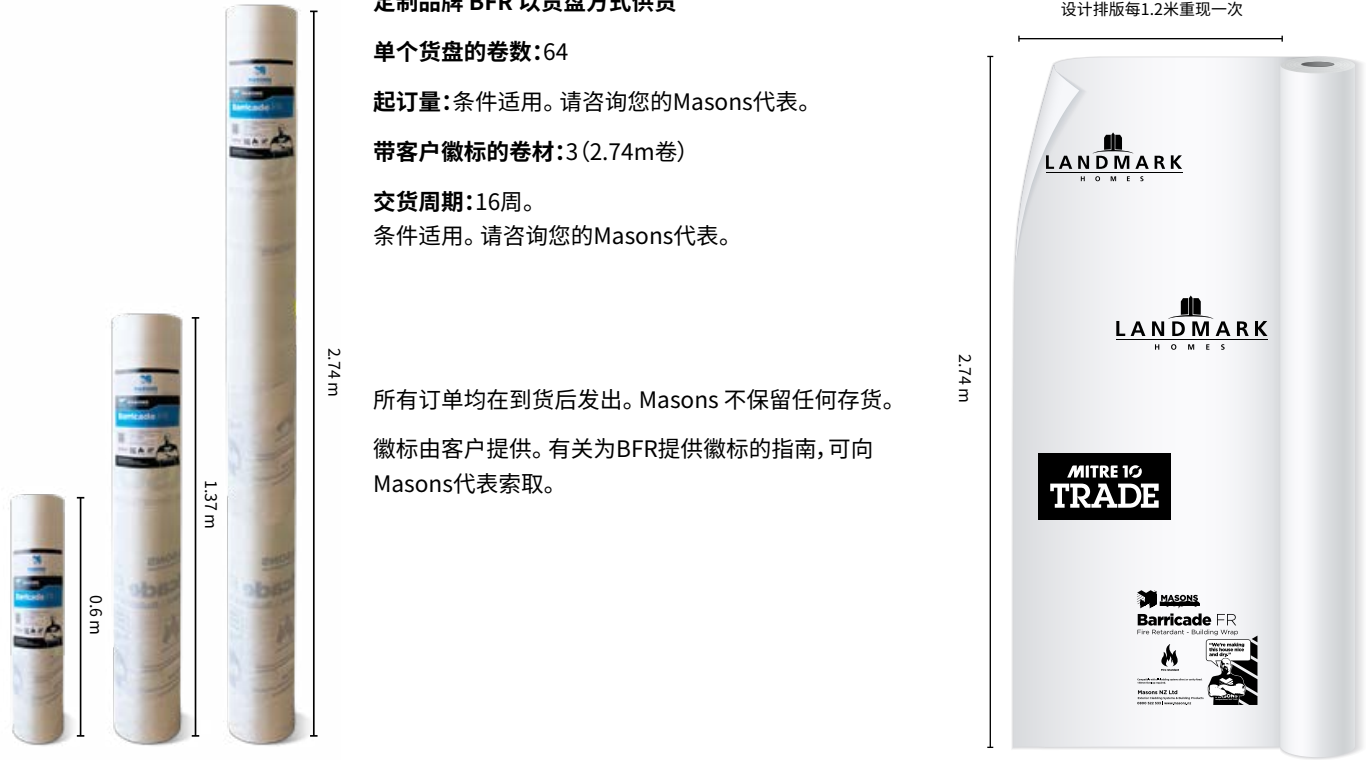 定制品牌 BFR 以货盘方式供货
单个货盘的卷数：64
起订量：条件适用。请咨询您的Masons代表。
带客户徽标的卷材：3（2.74m卷）
交货周期：16周。
条件适用。请咨询您的Masons代表。
所有订单均在到货后发出。Masons 不保留任何存货。
徽标由客户提供。有关为BFR提供徽标的指南，可向
Masons代表索取。
0.6 m
1.37 m
2.74 m
MASONS
Barricade
MASONS
Barricade
MASONS
Barricade
设计排版每1.2米重现一次
2.74 m
LANDMARK
HOMES
LANDMARK
HOMES
MITRE 10
TRADE
MASONS
Barricade FR
Fire Retardant - Building Wrap
"We're making
this house nice
and dry."
Masons NZ Ltd